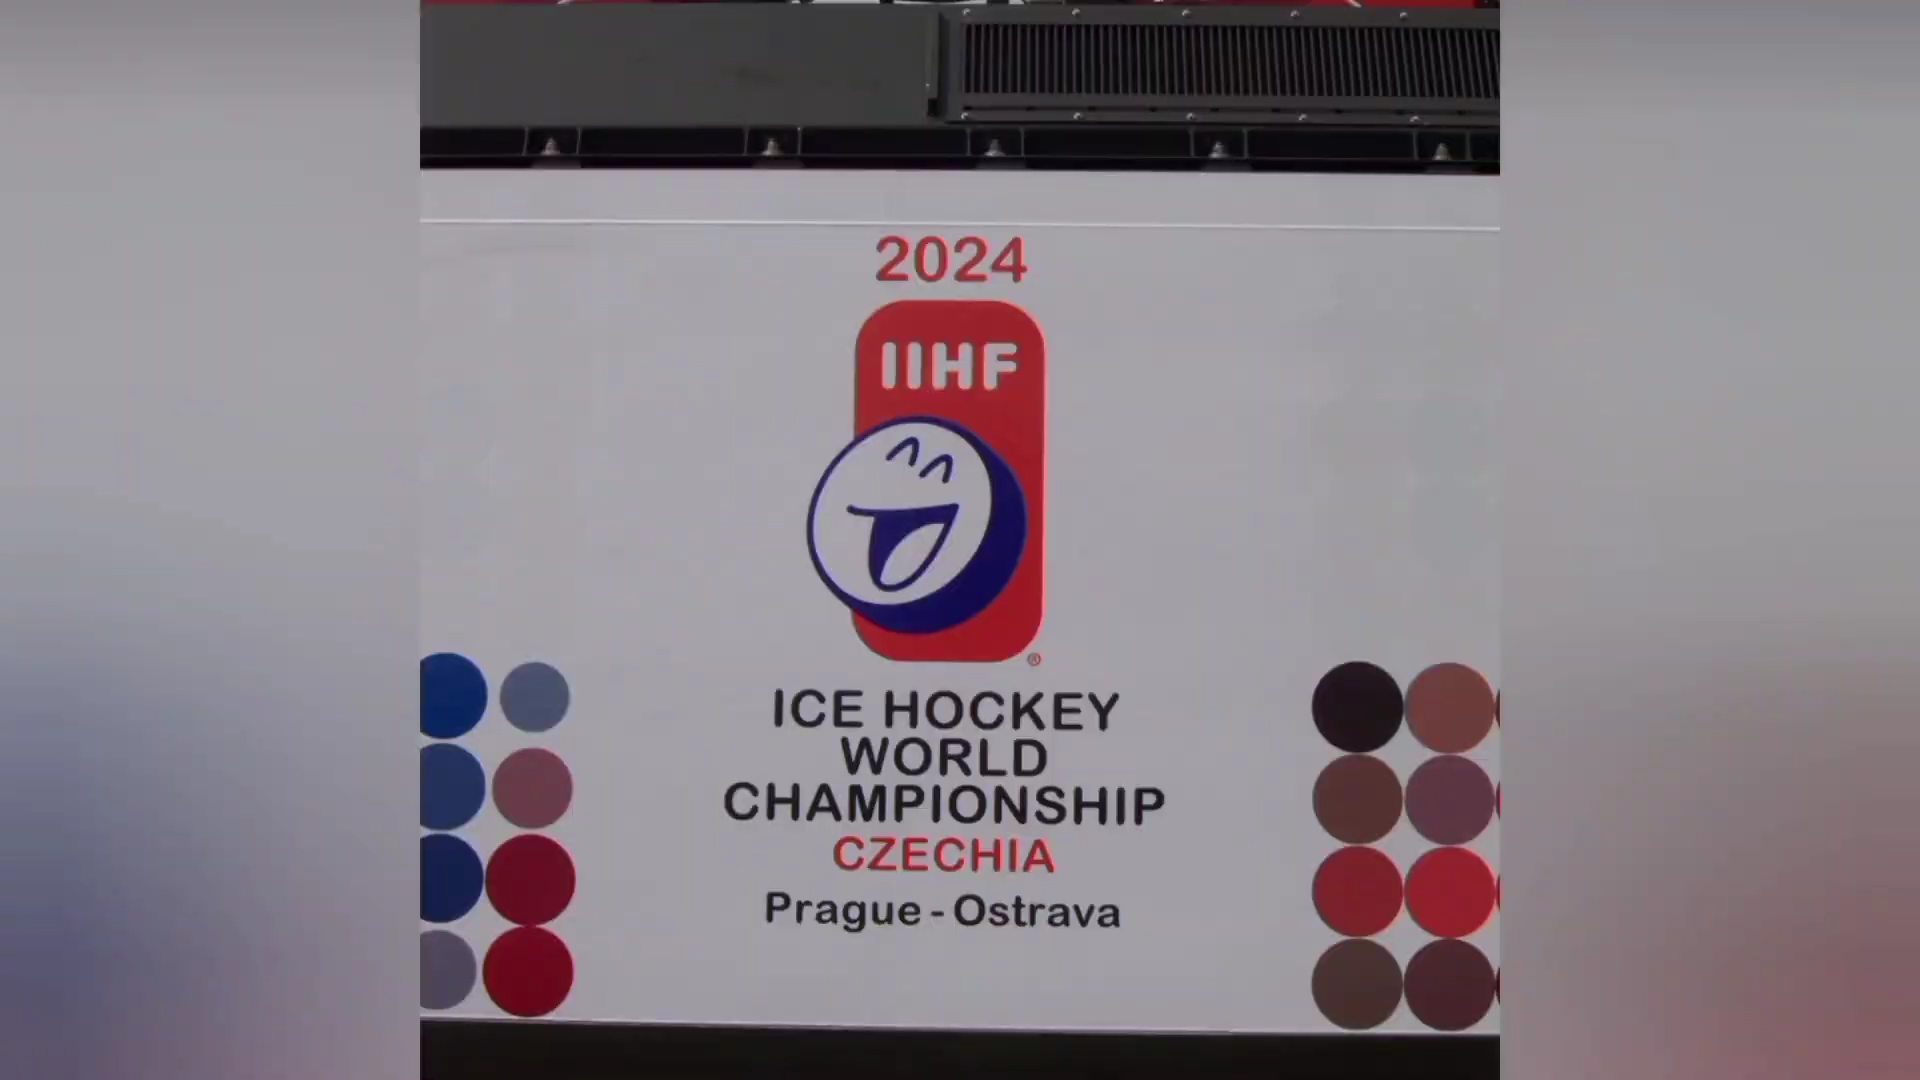 2024
IIHF
®
ICE HOCKEY
WORLD
CHAMPIONSHIP
CZECHIA
Prague - Ostrava